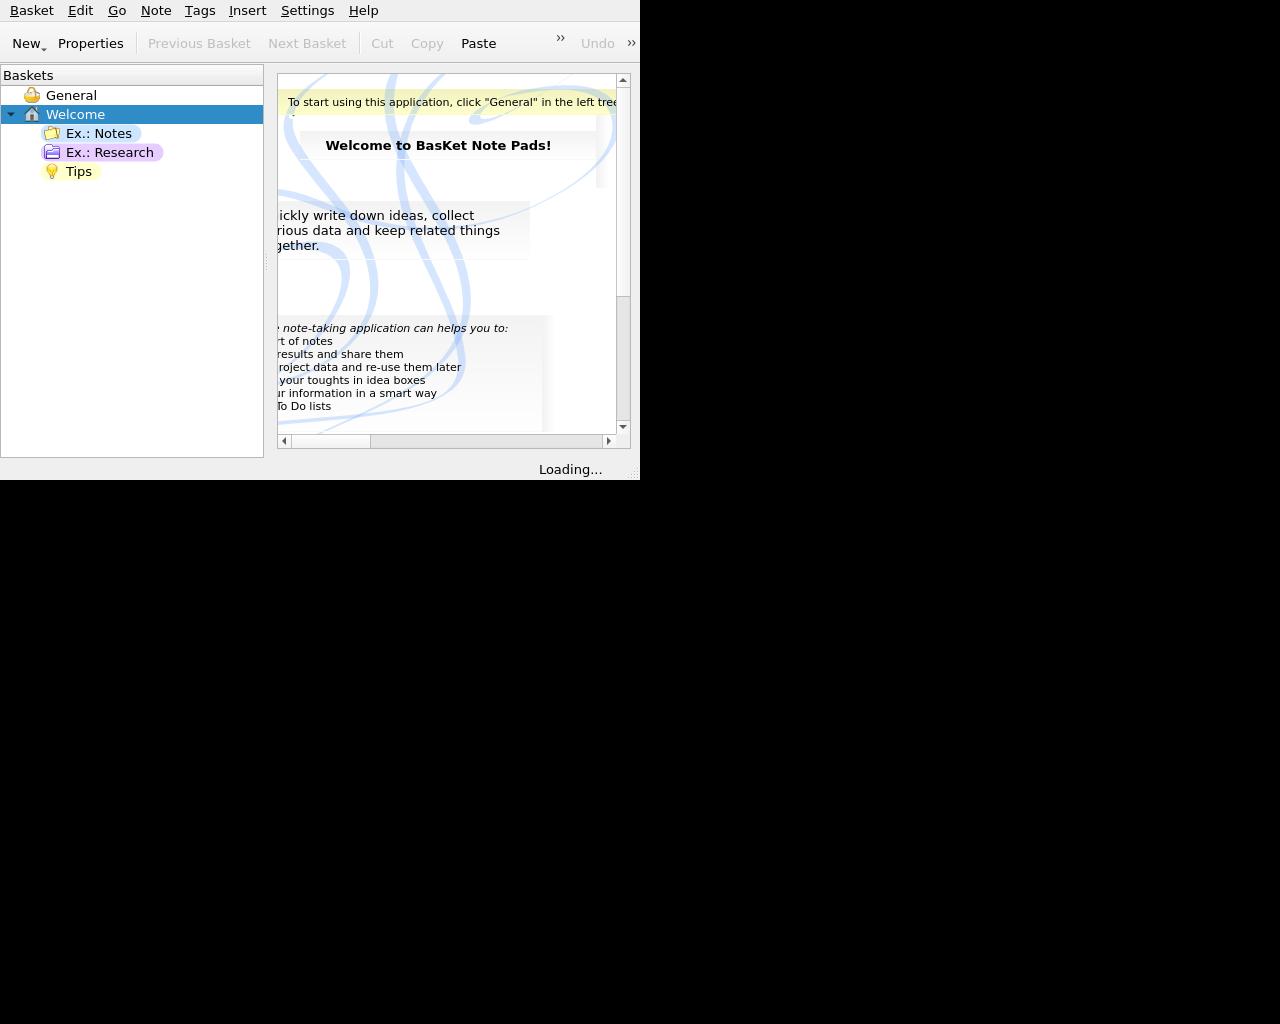 Basket Edit Go Note Tags Insert Settings Help
New Properties Previous Basket Next Basket Cut Copy Paste Undo
Baskets
General
Welcome
Ex.: Notes
Ex.: Research
Tips
To start using this application, click "General" in the left tree
Welcome to BasKet Note Pads!
ickly write down ideas, collect
rious data and keep related things
gether.
note-taking application can helps you to:
rt of notes
results and share them
roject data and re-use them later
your toughts in idea boxes
ur information in a smart way
To Do lists
Loading...